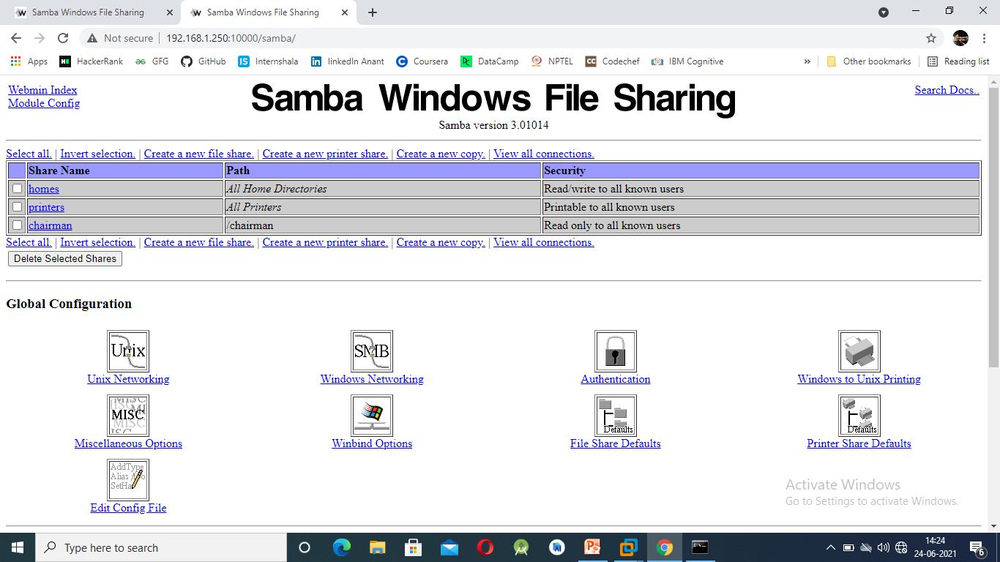 Samba Windows File Sharing
Samba Windows File Sharing
Not secure | 192.168.1.250:10000/samba/
Apps HackerRank GFG GitHub Internshala linkedIn Anant Coursera DataCamp NPTEL Codechef IBM Cognitive » Other bookmarks Reading list
Webmin Index
Module Config
Samba Windows File Sharing
Search Docs..
Samba version 3.01014
Select all. | Invert selection. | Create a new file share. | Create a new printer share. | Create a new copy. | View all connections.
Share Name Path Security
homes All Home Directories Read/write to all known users
printers All Printers Printable to all known users
chairman /chairman Read only to all known users
Select all. | Invert selection. | Create a new file share. | Create a new printer share. | Create a new copy. | View all connections.
Delete Selected Shares
Global Configuration
Unix SMB
Unix Networking Windows Networking Authentication Windows to Unix Printing
MISC Defaults Defaults
Miscellaneous Options Winbind Options File Share Defaults Printer Share Defaults
AddType
Alias
SetHa
Edit Config File
Activate Windows
Go to Settings to activate Windows.
Type here to search
14:24
24-06-2021
6